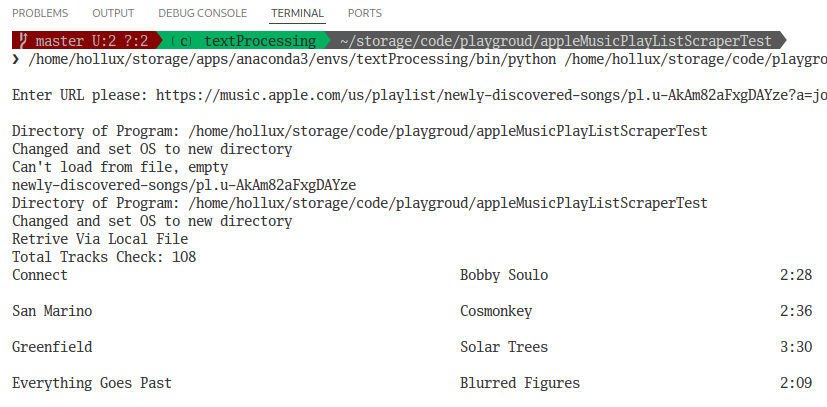 PROBLEMS OUTPUT DEBUG CONSOLE TERMINAL PORTS
master U:2 ?:2 (c) textProcessing ~/storage/code/playgroud/appleMusicPlayListScraperTest
❯ /home/hollux/storage/apps/anaconda3/envs/textProcessing/bin/python /home/hollux/storage/code/playgro
Enter URL please: https://music.apple.com/us/playlist/newly-discovered-songs/pl.u-AkAm82aFxgDAYze?a=jo
Directory of Program: /home/hollux/storage/code/playgroud/appleMusicPlayListScraperTest
Changed and set OS to new directory
Can't load from file, empty
newly-discovered-songs/pl.u-AkAm82aFxgDAYze
Directory of Program: /home/hollux/storage/code/playgroud/appleMusicPlayListScraperTest
Changed and set OS to new directory
Retrive Via Local File
Total Tracks Check: 108
Connect Bobby Soulo 2:28
San Marino Cosmonkey 2:36
Greenfield Solar Trees 3:30
Everything Goes Past Blurred Figures 2:09